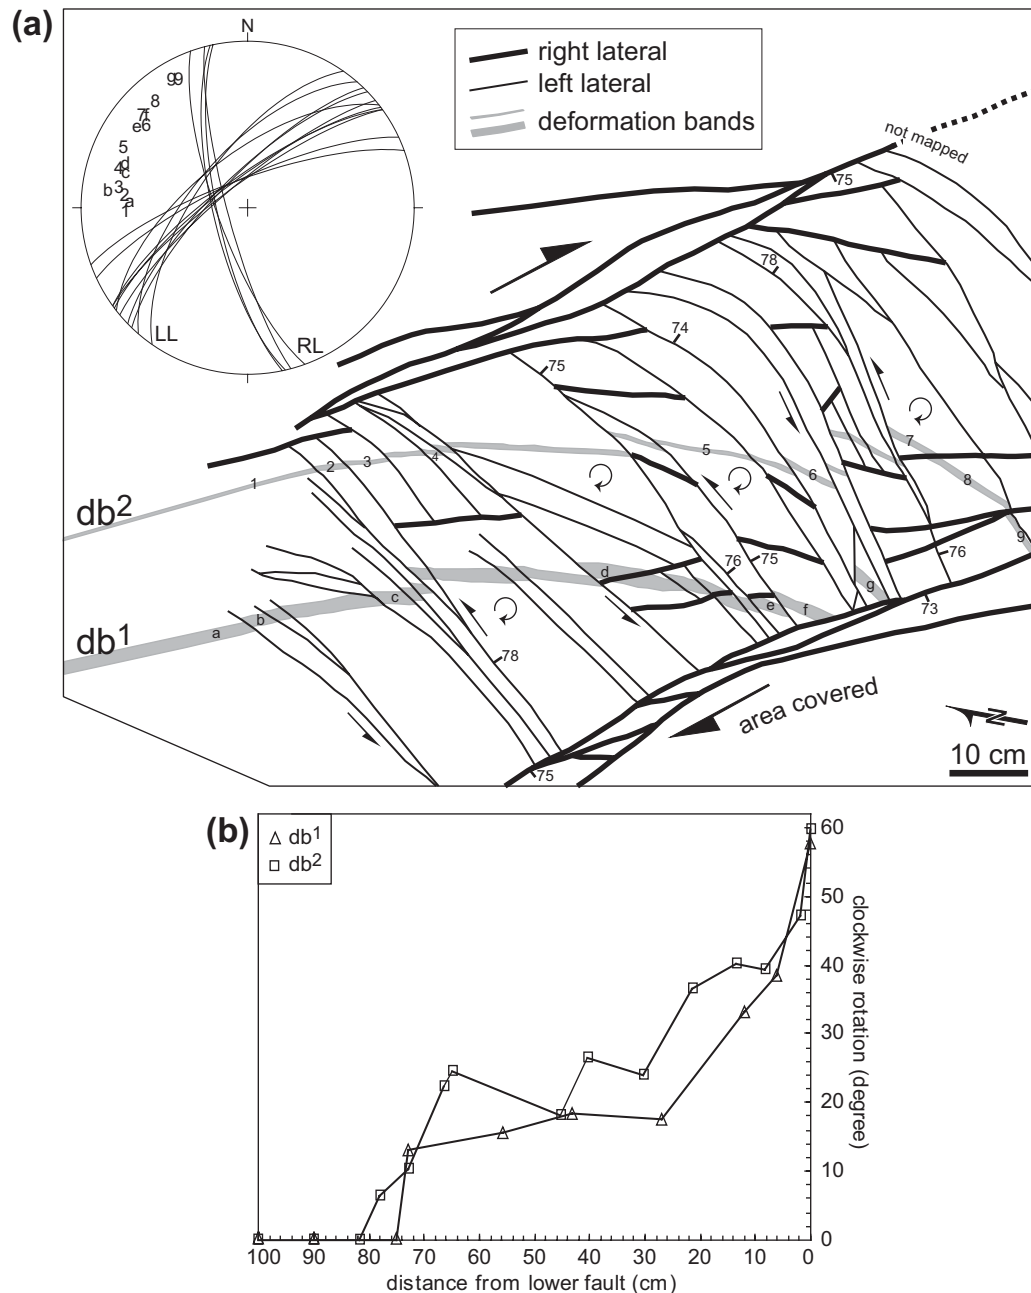 (a)
N
99
8
7f
e6
5
d
4c
b 3
2
a
1
LL
RL
right lateral
left lateral
deformation bands
not mapped
75
78
74
75
7
5
6
8
9
4
3
2
1
db2
76
75
76
73
d
e
f
g
c
b
a
db1
78
75
area covered
N
10 cm
(b)
db1
db2
60
50
40
30
20
10
0
clockwise rotation (degree)
100 90 80 70 60 50 40 30 20 10 0
distance from lower fault (cm)